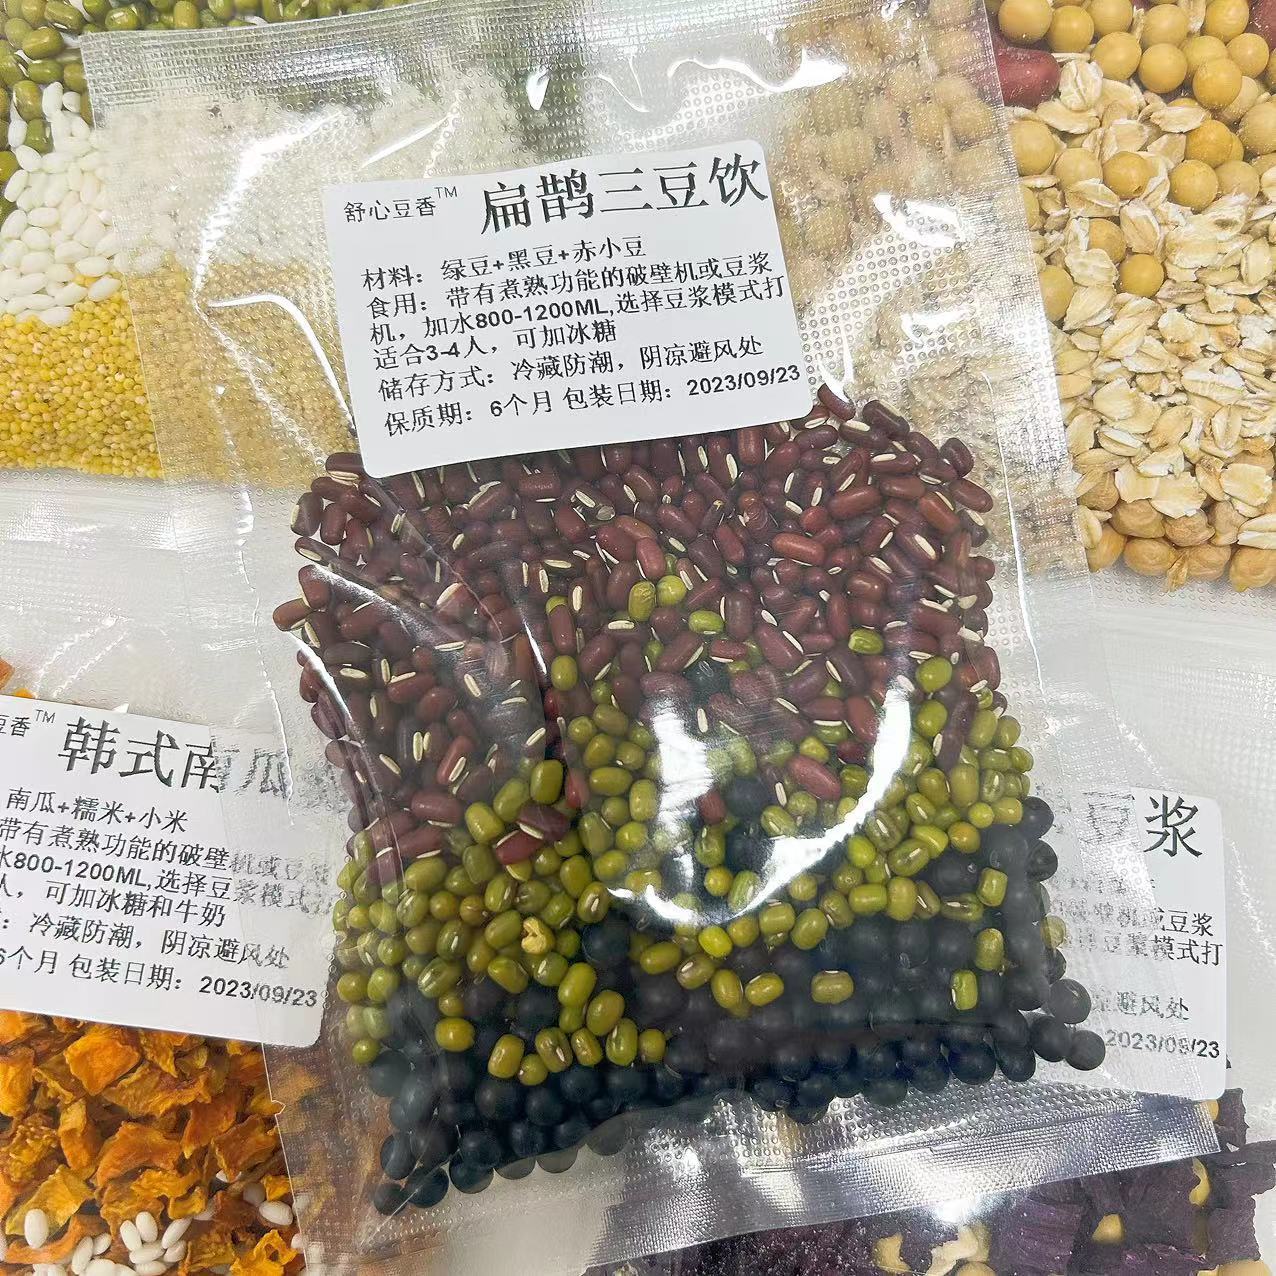 舒心豆香™ 扁鹊三豆饮
材料：绿豆+黑豆+赤小豆
食用：带有煮熟功能的破壁机或豆浆
机，加水800-1200ML,选择豆浆模式打
适合3-4人，可加冰糖
储存方式：冷藏防潮，阴凉避风处
保质期：6个月 包装日期：2023/09/23
豆香™ 韩式南瓜
南瓜+糯米+小米
带有煮熟功能的破壁机或豆
水800-1200ML,选择豆浆模式打
人，可加冰糖和牛奶
：冷藏防潮，阴凉避风处
6个月 包装日期：2023/09/23
豆浆
破壁机或豆浆
豆浆模式打
凉避风处
2023/09/23